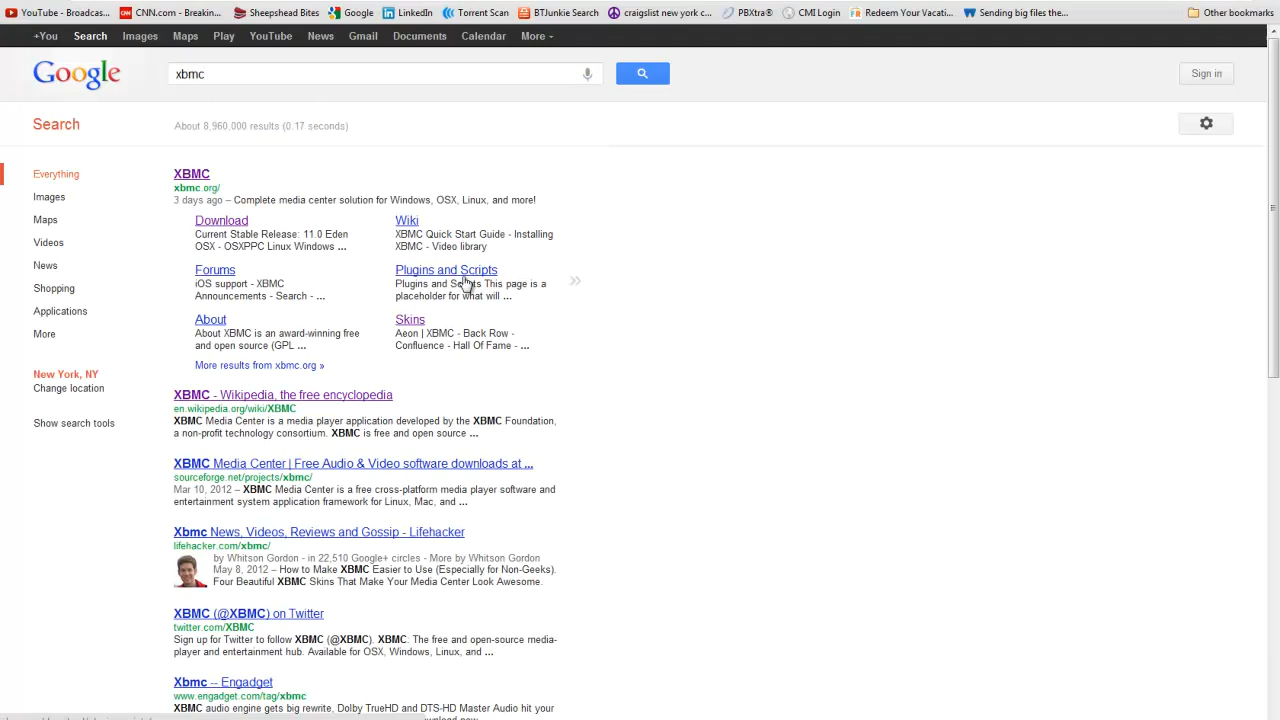 YouTube - Broadcas... CNN.com - Breakin... Sheepshead Bites Google LinkedIn Torrent Scan BTJunkie Search craigslist new york c... PBXtra® CMI Login Redeem Your Vacati... Sending big files the... Other bookmarks
+You Search Images Maps Play YouTube News Gmail Documents Calendar More
Google xbmc Sign in
Search About 8,960,000 results (0.17 seconds)
Everything
Images
Maps
Videos
News
Shopping
Applications
More
New York, NY
Change location
Show search tools
XBMC
xbmc.org/
3 days ago – Complete media center solution for Windows, OSX, Linux, and more!
Download
Current Stable Release: 11.0 Eden
OSX - OSXPPC Linux Windows ...
Wiki
XBMC Quick Start Guide - Installing
XBMC - Video library
Forums
iOS support - XBMC
Announcements - Search - ...
Plugins and Scripts
Plugins and Scripts This page is a
placeholder for what will ...
About
About XBMC is an award-winning free
and open source (GPL ...
Skins
Aeon | XBMC - Back Row -
Confluence - Hall Of Fame - ...
More results from xbmc.org »
XBMC - Wikipedia, the free encyclopedia
en.wikipedia.org/wiki/XBMC
XBMC Media Center is a media player application developed by the XBMC Foundation,
a non-profit technology consortium. XBMC is free and open source ...
XBMC Media Center | Free Audio & Video software downloads at ...
sourceforge.net/projects/xbmc/
Mar 10, 2012 – XBMC Media Center is a free cross-platform media player software and
entertainment system application framework for Linux, Mac, and ...
Xbmc News, Videos, Reviews and Gossip - Lifehacker
lifehacker.com/xbmc/
by Whitson Gordon - in 22,510 Google+ circles - More by Whitson Gordon
May 8, 2012 – How to Make XBMC Easier to Use (Especially for Non-Geeks).
Four Beautiful XBMC Skins That Make Your Media Center Look Awesome.
XBMC (@XBMC) on Twitter
twitter.com/XBMC
Sign up for Twitter to follow XBMC (@XBMC). XBMC: The free and open-source media-
player and entertainment hub. Available for OSX, Windows, Linux, and ...
Xbmc -- Engadget
www.engadget.com/tag/xbmc
XBMC audio engine gets big rewrite, Dolby TrueHD and DTS-HD Master Audio hit your